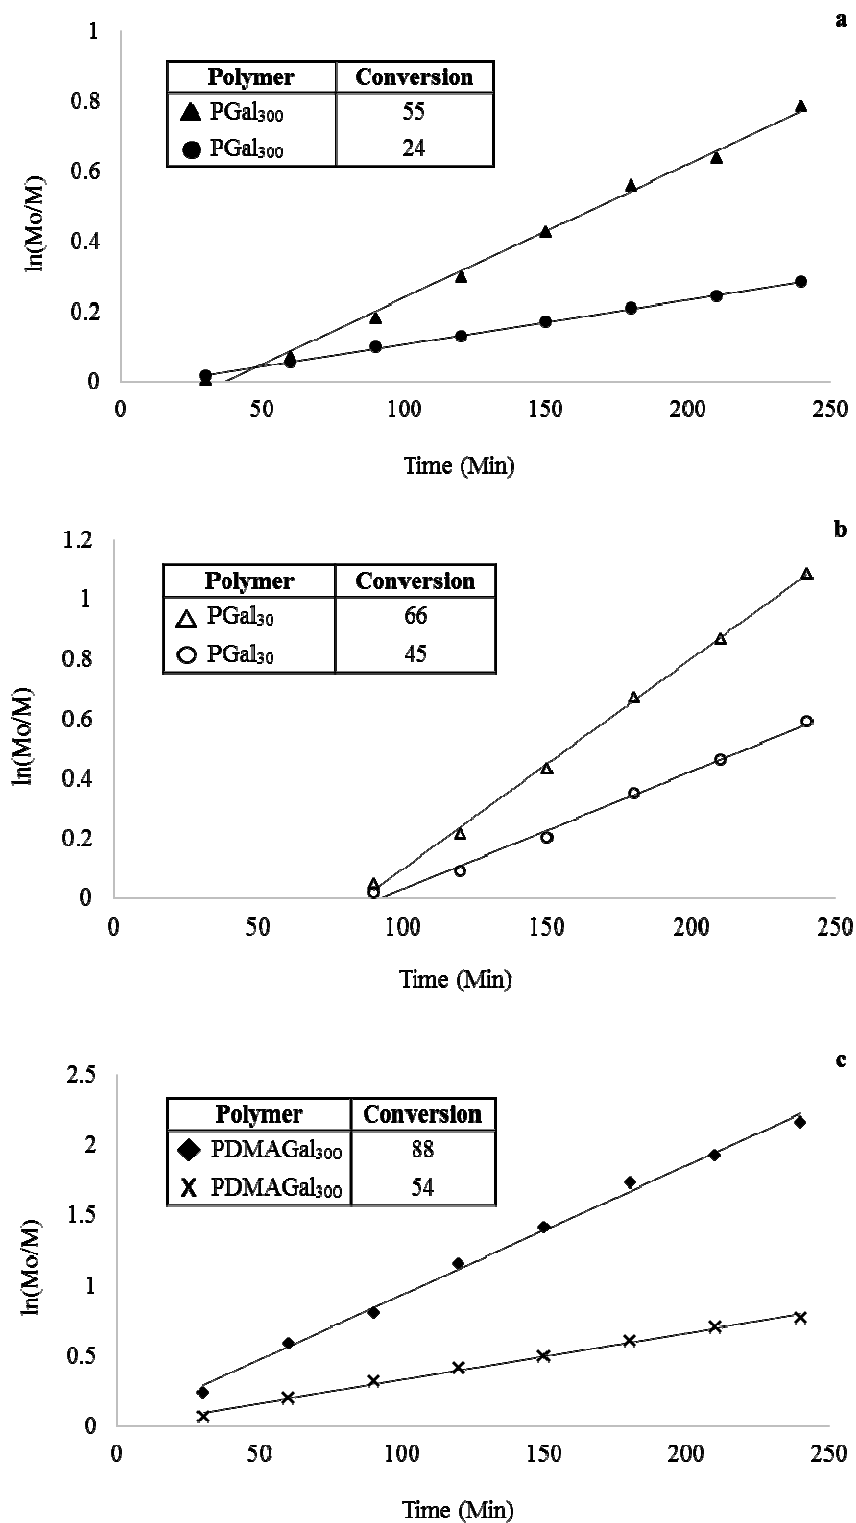 a
1
Polymer Conversion
▲ PGal₃₀₀ 55
● PGal₃₀₀ 24
0.8
0.6
0.4
0.2
0
ln(Mo/M)
0 50 100 150 200 250
Time (Min)
b
1.2
Polymer Conversion
△ PGal₃₀ 66
○ PGal₃₀ 45
1
0.8
0.6
0.4
0.2
0
ln(Mo/M)
0 50 100 150 200 250
Time (Min)
c
2.5
Polymer Conversion
◆ PDMAGal₃₀₀ 88
× PDMAGal₃₀₀ 54
2
1.5
1
0.5
0
ln(Mo/M)
0 50 100 150 200 250
Time (Min)